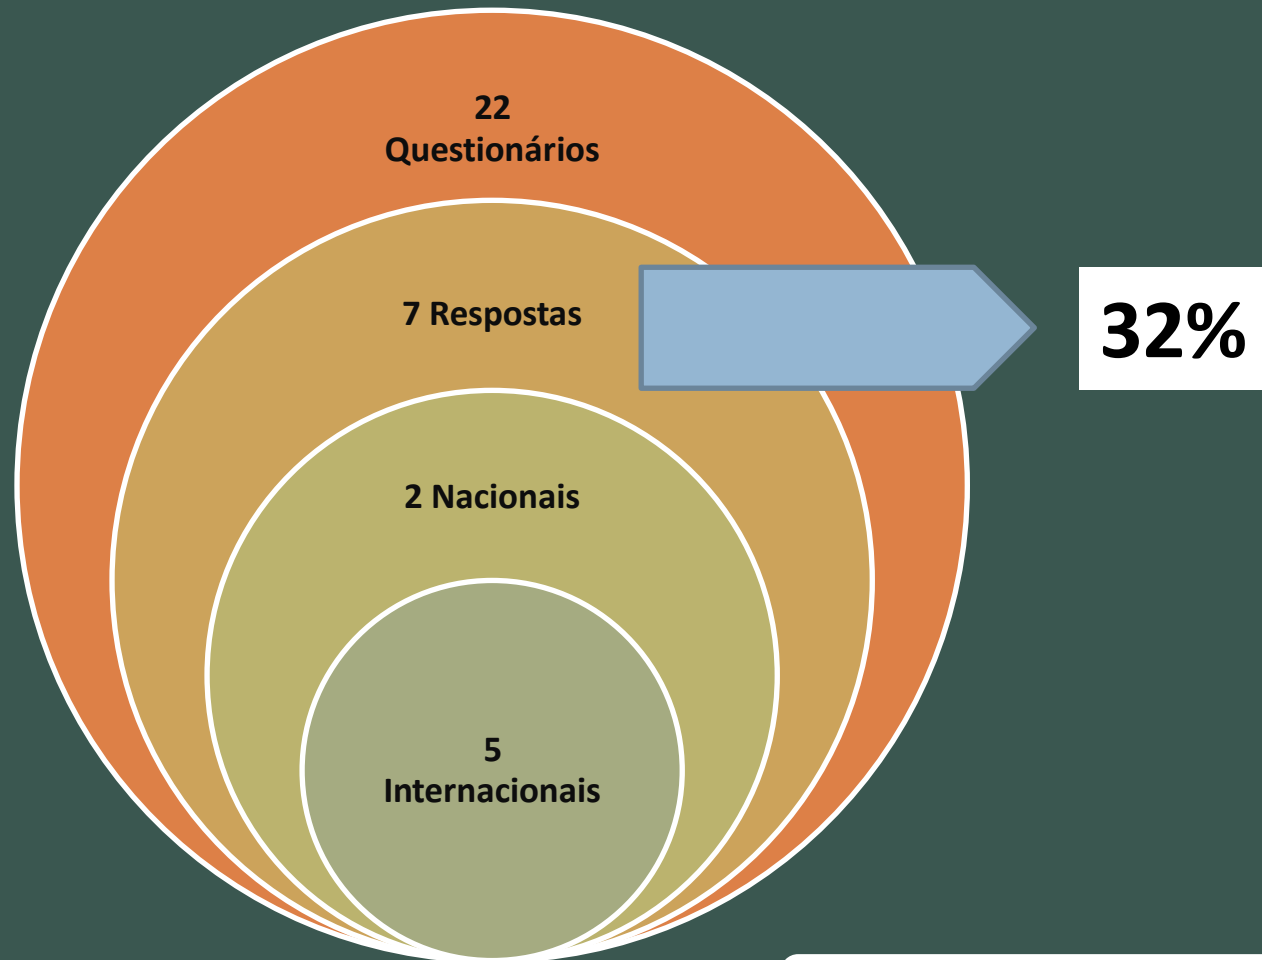 22
Questionários
7 Respostas
32%
2 Nacionais
5
Internacionais